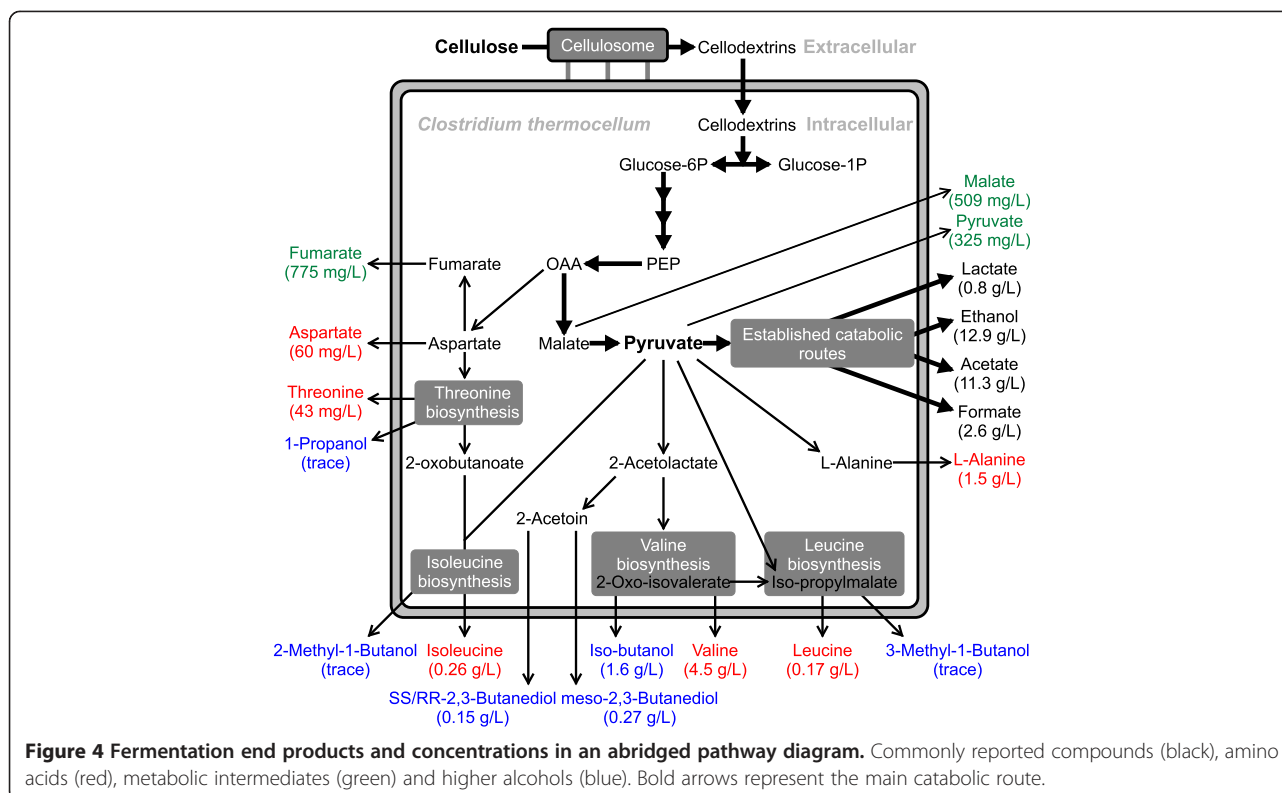 Cellulose
Cellulosome
Cellodextrins
Extracellular
Clostridium thermocellum
Cellodextrins
Intracellular
Glucose-6P
Glucose-1P
Malate
(509 mg/L)
Pyruvate
(325 mg/L)
Fumarate
(775 mg/L)
Fumarate
OAA
PEP
Lactate
(0.8 g/L)
Ethanol
(12.9 g/L)
Acetate
(11.3 g/L)
Formate
(2.6 g/L)
Aspartate
(60 mg/L)
Aspartate
Malate
Pyruvate
Established catabolic
routes
Threonine
(43 mg/L)
Threonine
biosynthesis
1-Propanol
(trace)
2-oxobutanoate
2-Acetolactate
L-Alanine
L-Alanine
(1.5 g/L)
2-Acetoin
Isoleucine
biosynthesis
Valine
biosynthesis
2-Oxo-isovalerate
Leucine
biosynthesis
Iso-propylmalate
2-Methyl-1-Butanol
(trace)
Isoleucine
(0.26 g/L)
Iso-butanol
(1.6 g/L)
Valine
(4.5 g/L)
Leucine
(0.17 g/L)
3-Methyl-1-Butanol
(trace)
SS/RR-2,3-Butanediol
(0.15 g/L)
meso-2,3-Butanediol
(0.27 g/L)
Figure 4 Fermentation end products and concentrations in an abridged pathway diagram. Commonly reported compounds (black), amino
acids (red), metabolic intermediates (green) and higher alcohols (blue). Bold arrows represent the main catabolic route.